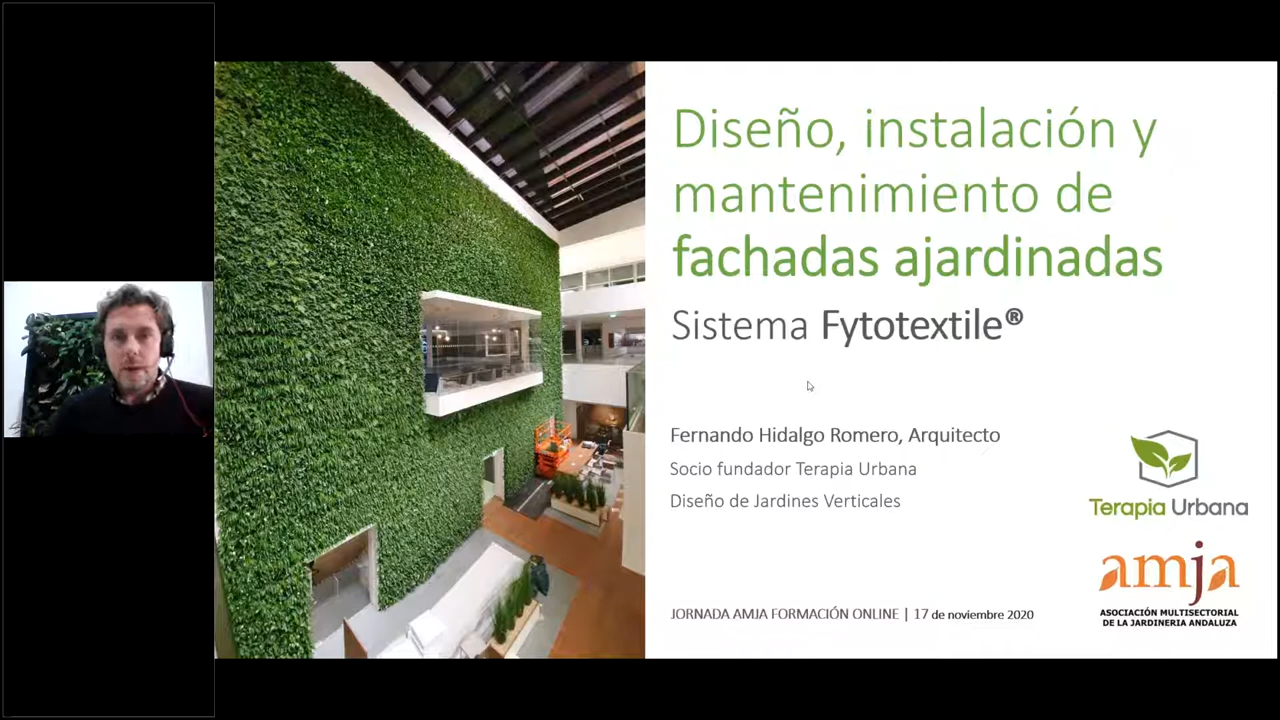 Diseño, instalación y
mantenimiento de
fachadas ajardinadas
Sistema Fytotextile®
Fernando Hidalgo Romero, Arquitecto
Socio fundador Terapia Urbana
Diseño de Jardines Verticales
Terapia Urbana
amja
ASOCIACIÓN MULTISECTORIAL
DE LA JARDINERIA ANDALUZA
JORNADA AMJA FORMACIÓN ONLINE | 17 de noviembre 2020